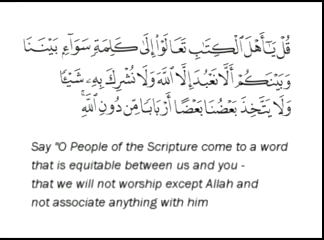 قُلْ يَٰٓأَهْلَ ٱلْكِتَٰبِ تَعَالَوْا۟ إِلَىٰ كَلِمَةٍ سَوَآءٍۭ بَيْنَنَا
وَبَيْنَكُمْ أَلَّا نَعْبُدَ إِلَّا ٱللَّهَ وَلَا نُشْرِكَ بِهِۦ شَيْـًٔا
وَلَا يَتَّخِذَ بَعْضُنَا بَعْضًا أَرْبَابًا مِّن دُونِ ٱللَّهِۚ
Say "O People of the Scripture come to a word
that is equitable between us and you -
that we will not worship except Allah and
not associate anything with him